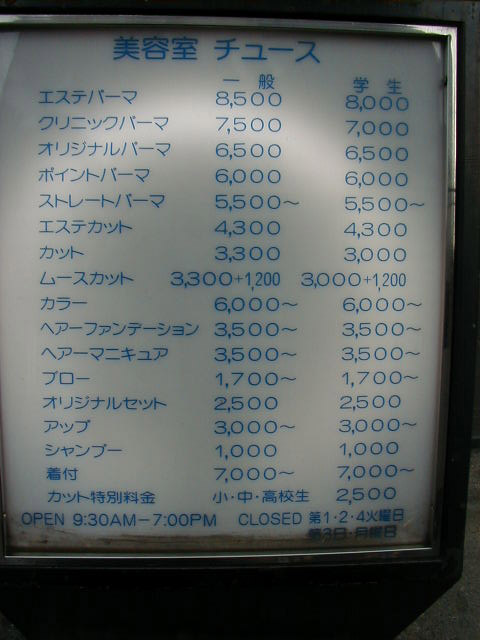 美容室 チュース
一般 学生
エステパーマ 8,500 8,000
クリニックパーマ 7,500 7,000
オリジナルパーマ 6,500 6,500
ポイントパーマ 6,000 6,000
ストレートパーマ 5,500〜 5,500〜
エステカット 4,300 4,300
カット 3,300 3,000
ムースカット 3,300+1,200 3,000+1,200
カラー 6,000〜 6,000〜
ヘアーファンデーション 3,500〜 3,500〜
ヘアーマニキュア 3,500〜 3,500〜
ブロー 1,700〜 1,700〜
オリジナルセット 2,500 2,500
アップ 3,000〜 3,000〜
シャンプー 1,000 1,000
着付 7,000〜 7,000〜
カット特別料金 小・中・高校生 2,500
OPEN 9:30AM−7:00PM CLOSED 第1・2・4火曜日
第3日・月曜日